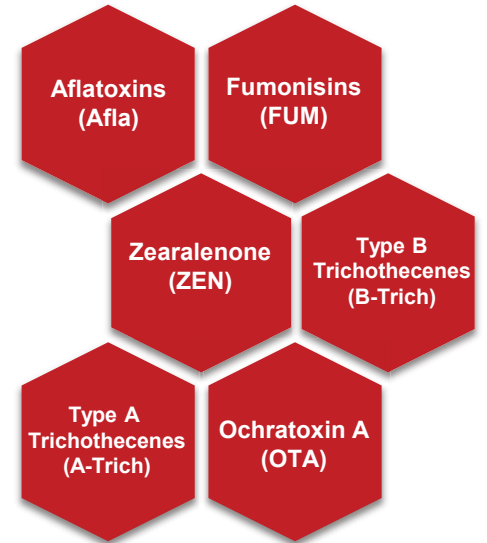 Aflatoxins
(Afla)
Fumonisins
(FUM)
Zearalenone
(ZEN)
Type B
Trichothecenes
(B-Trich)
Type A
Trichothecenes
(A-Trich)
Ochratoxin A
(OTA)